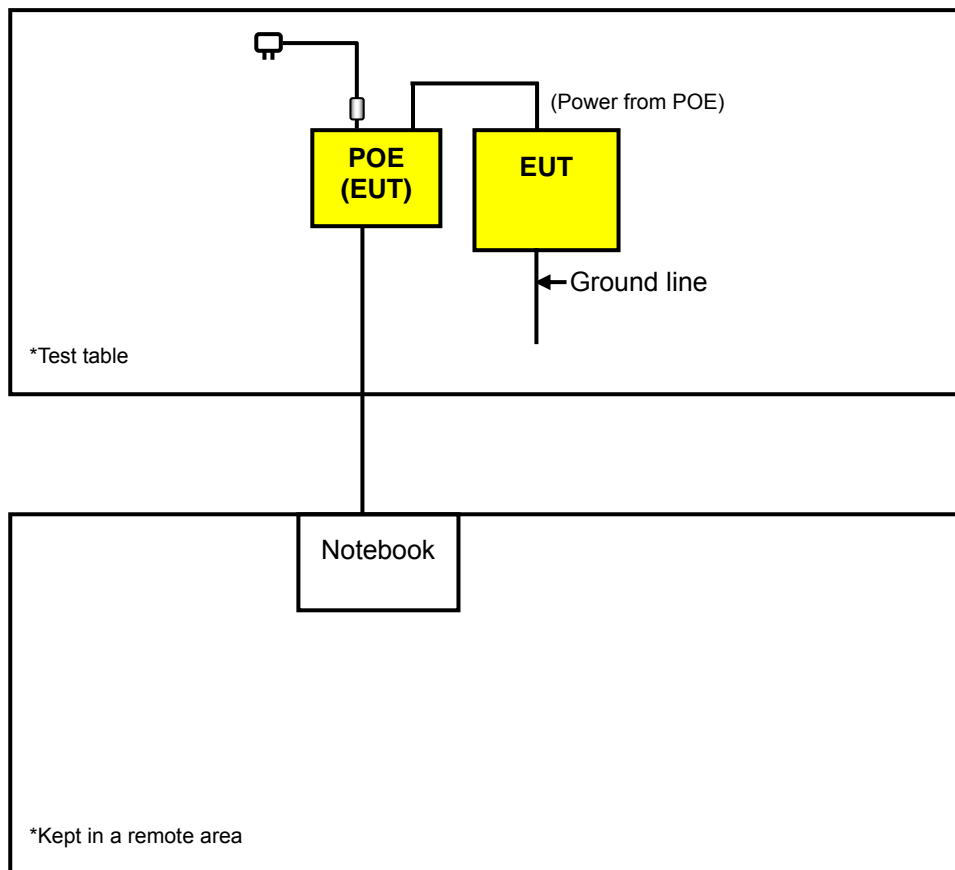 (Power from POE)
POE
(EUT)
EUT
Ground line
*Test table
Notebook
*Kept in a remote area